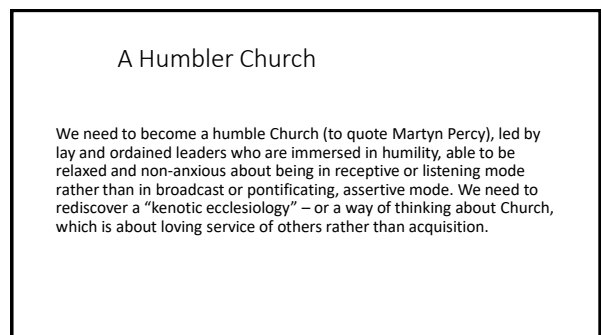 A Humbler Church
We need to become a humble Church (to quote Martyn Percy), led by
lay and ordained leaders who are immersed in humility, able to be
relaxed and non-anxious about being in receptive or listening mode
rather than in broadcast or pontificating, assertive mode. We need to
rediscover a “kenotic ecclesiology” – or a way of thinking about Church,
which is about loving service of others rather than acquisition.